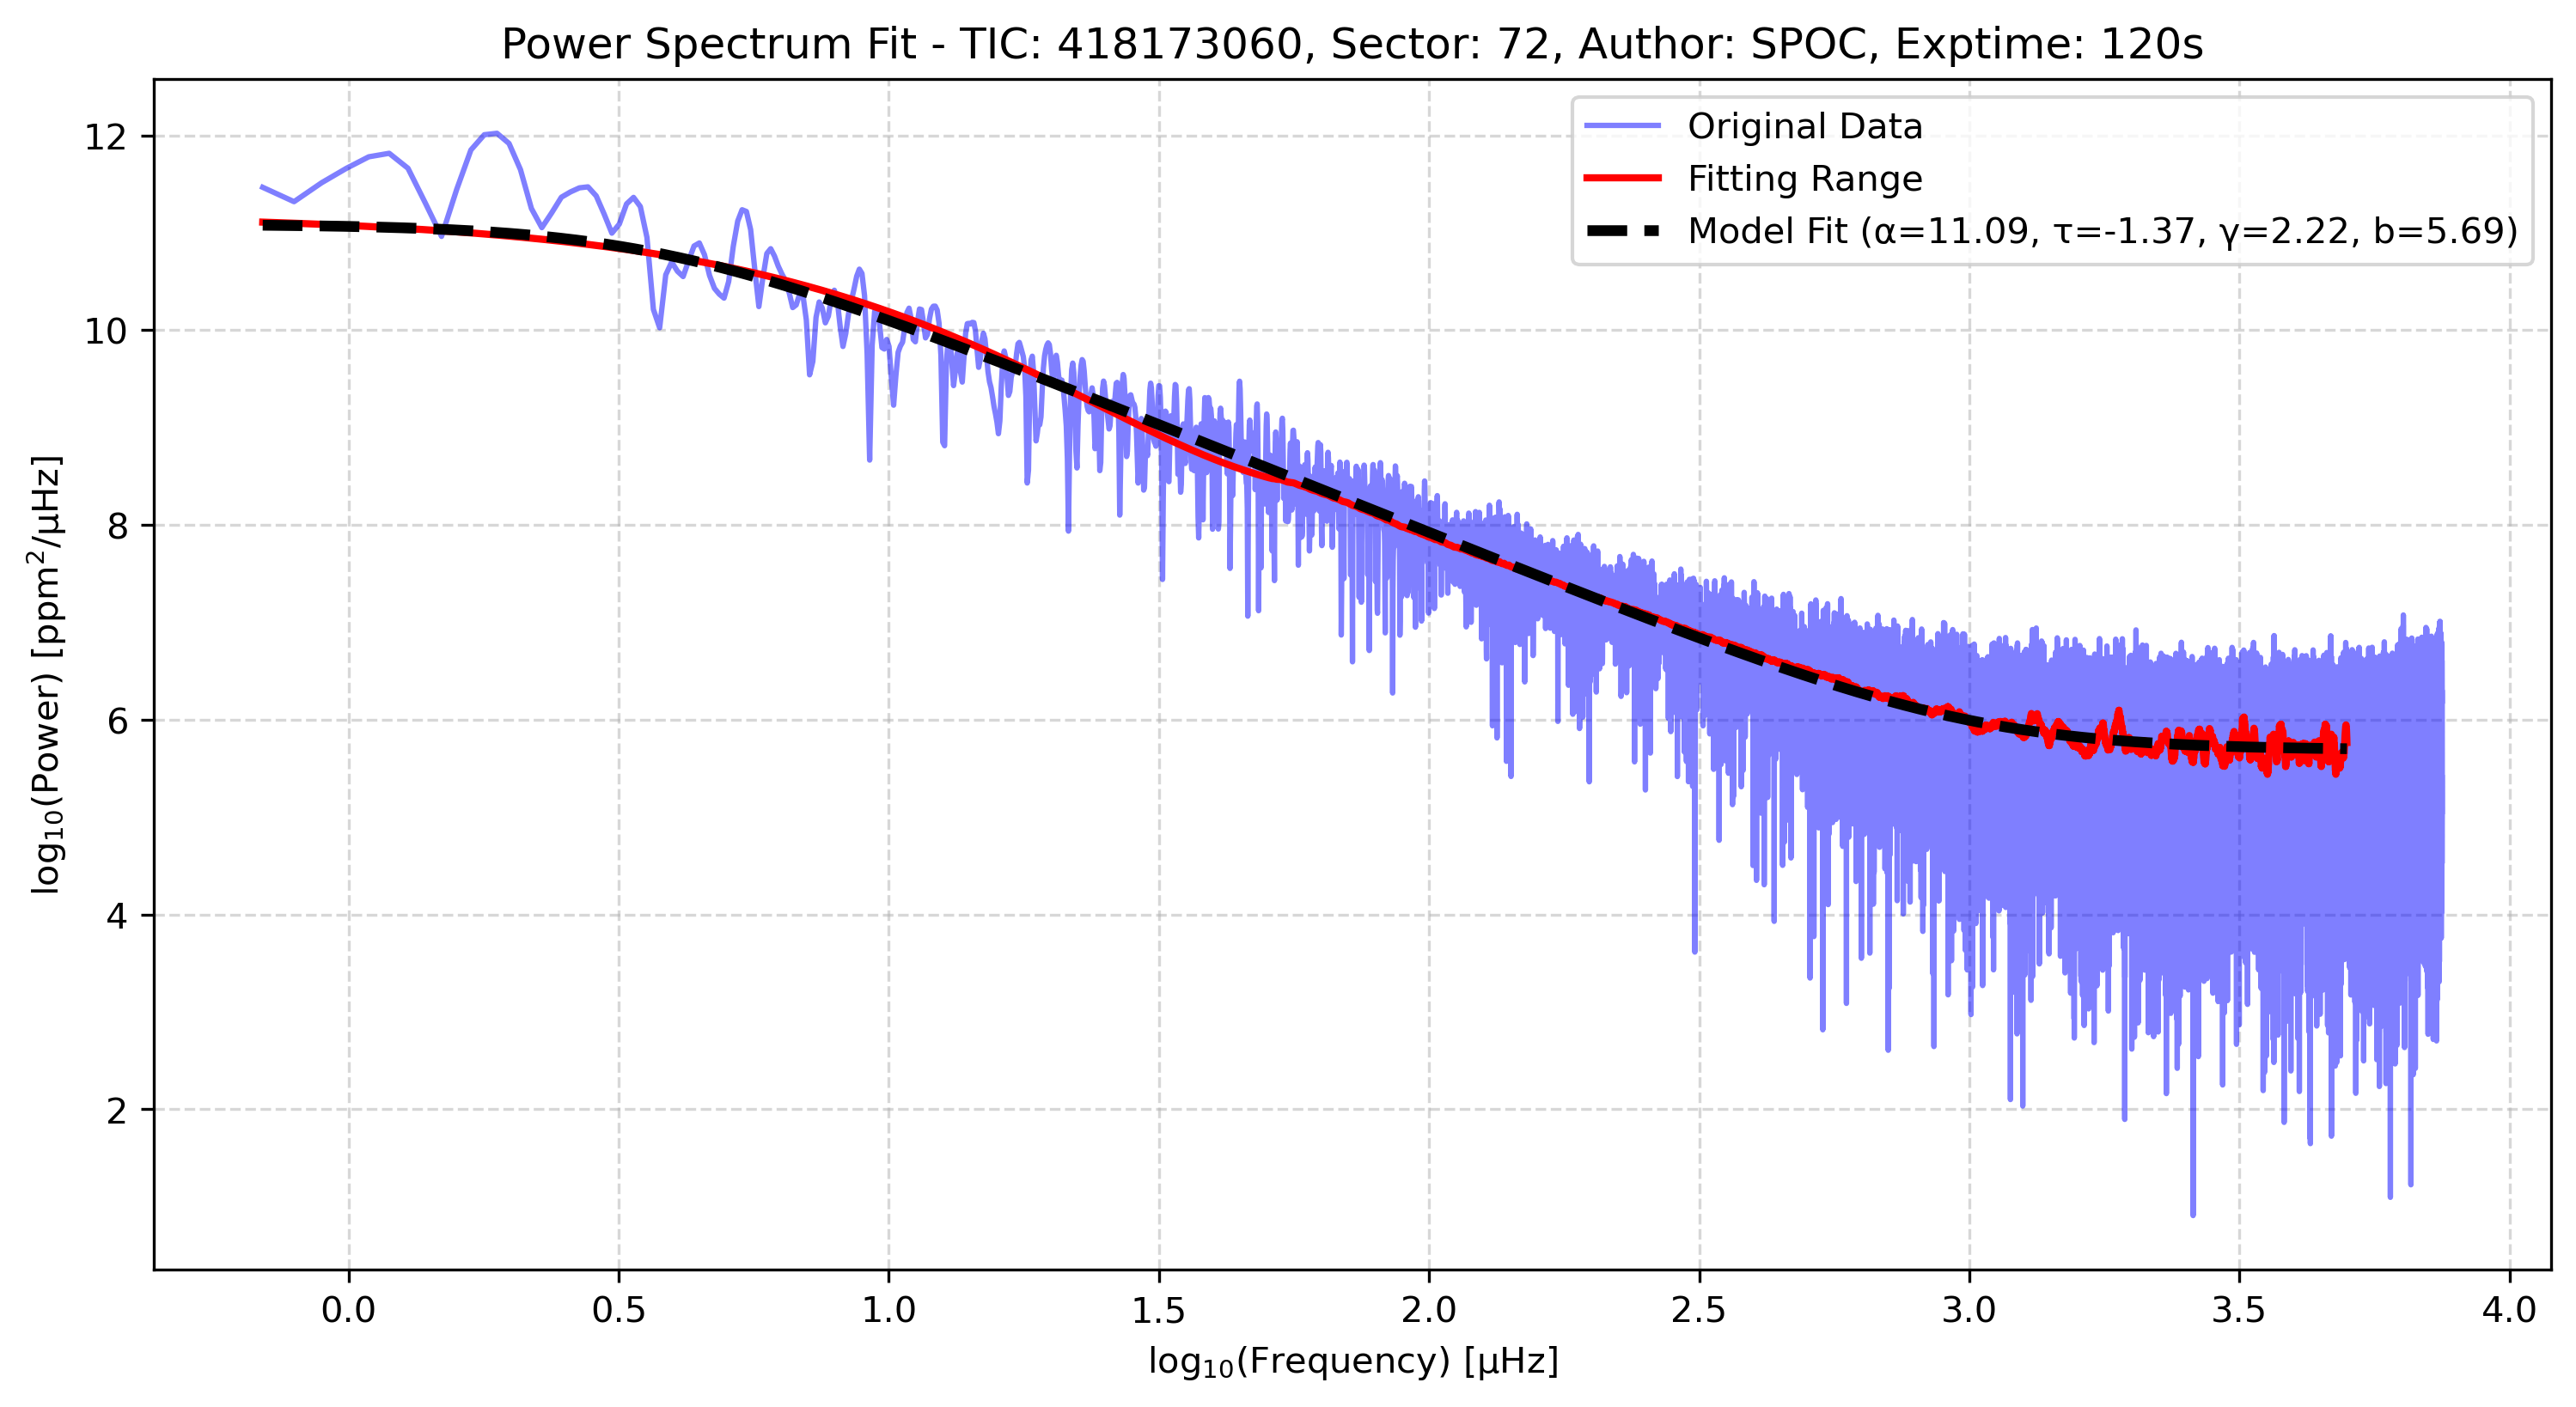 Power Spectrum Fit - TIC: 418173060, Sector: 72, Author: SPOC, Exptime: 120s
Original Data
Fitting Range
Model Fit (α=11.09, τ=-1.37, γ=2.22, b=5.69)
log₁₀(Power) [ppm²/μHz]
12
10
8
6
4
2
0.0 0.5 1.0 1.5 2.0 2.5 3.0 3.5 4.0
log₁₀(Frequency) [μHz]